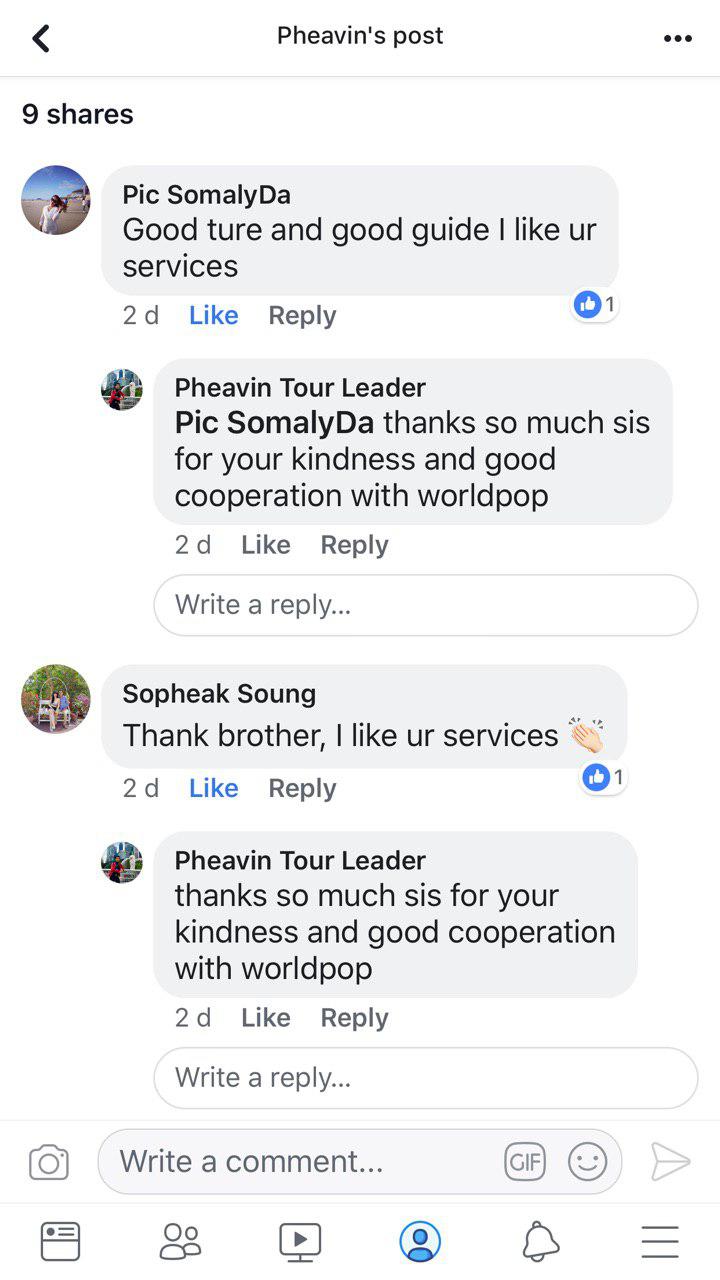 Pheavin's post
9 shares
Pic SomalyDa
Good ture and good guide I like ur
services
2 d Like Reply
1
Pheavin Tour Leader
Pic SomalyDa thanks so much sis
for your kindness and good
cooperation with worldpop
2 d Like Reply
Write a reply...
Sopheak Soung
Thank brother, I like ur services 👏🏻
2 d Like Reply
1
Pheavin Tour Leader
thanks so much sis for your
kindness and good cooperation
with worldpop
2 d Like Reply
Write a reply...
Write a comment... GIF